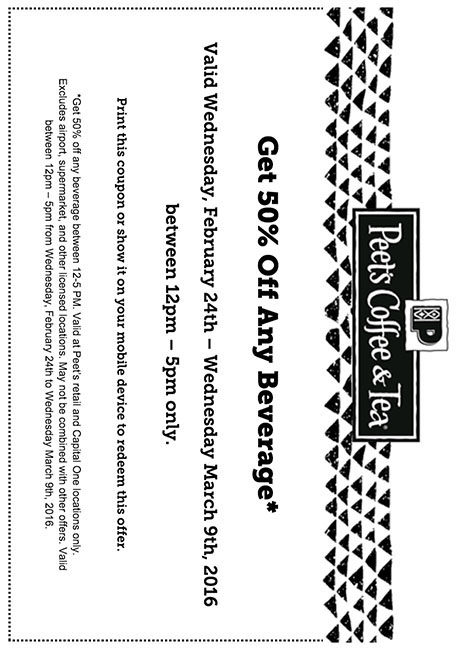 Peet's Coffee & Tea
Get 50% Off Any Beverage*
Valid Wednesday, February 24th – Wednesday March 9th, 2016
between 12pm – 5pm only.
Print this coupon or show it on your mobile device to redeem this offer.
*Get 50% off any beverage between 12-5 PM. Valid at Peet's retail and Capital One locations only.
Excludes airport, supermarket, and other licensed locations. May not be combined with other offers. Valid
between 12pm – 5pm from Wednesday, February 24th to Wednesday March 9th, 2016.